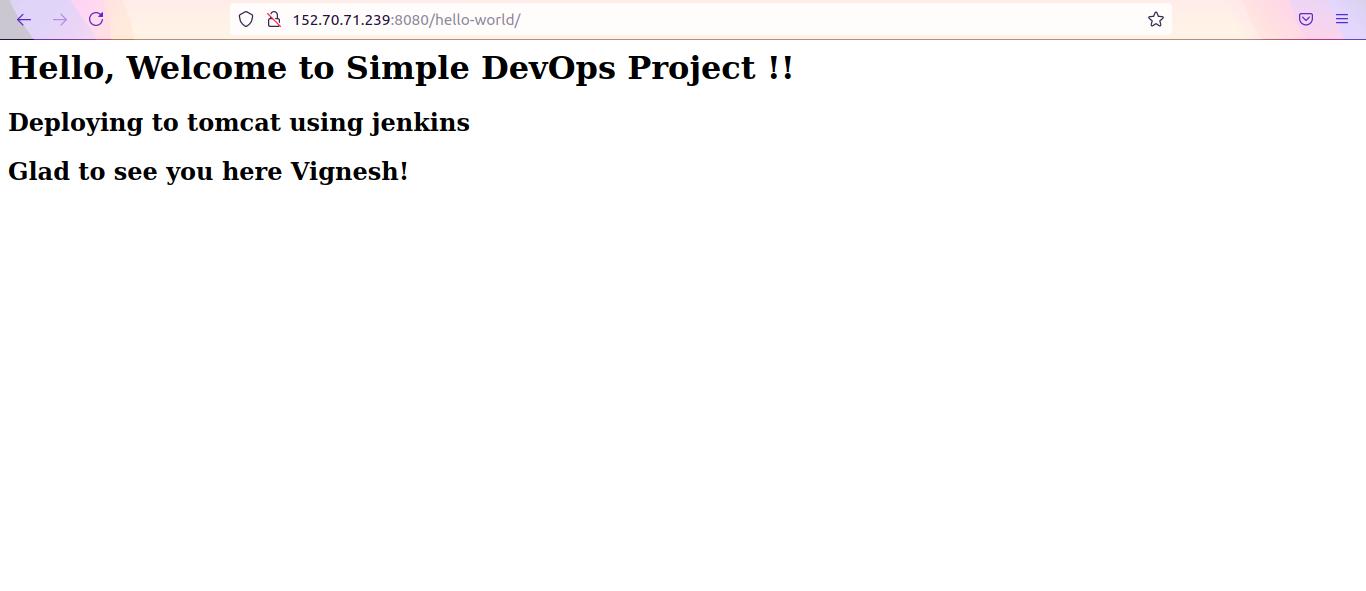 152.70.71.239:8080/hello-world/
Hello, Welcome to Simple DevOps Project !!
Deploying to tomcat using jenkins
Glad to see you here Vignesh!